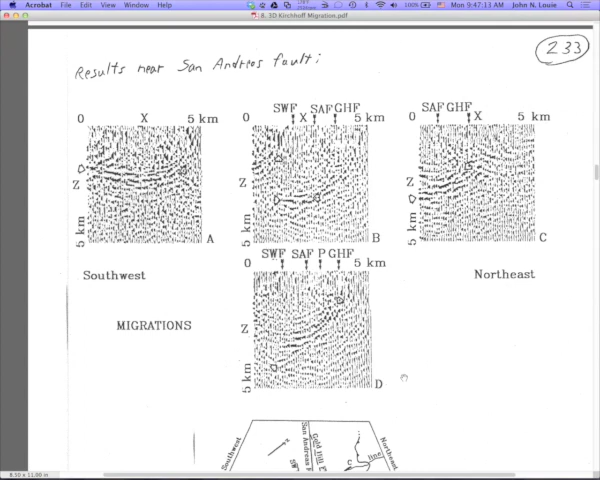 Acrobat File Edit View Window Help
100% Mon 9:47:13 AM John N. Louie
8. 3D Kirchhoff Migration.pdf
233
Results near San Andreas fault:
SWF SAF GHF
SAF GHF
0 X 5 km
0 X 5 km
0 X 5 km
Z
5 km
A
Z
5 km
B
Z
5 km
C
Southwest
Northeast
SWF SAF P GHF
0 5 km
Z
5 km
D
MIGRATIONS
Southwest
San Andreas F
Gold Hill F
SW
Northeast
line
C
8.50 x 11.00 in